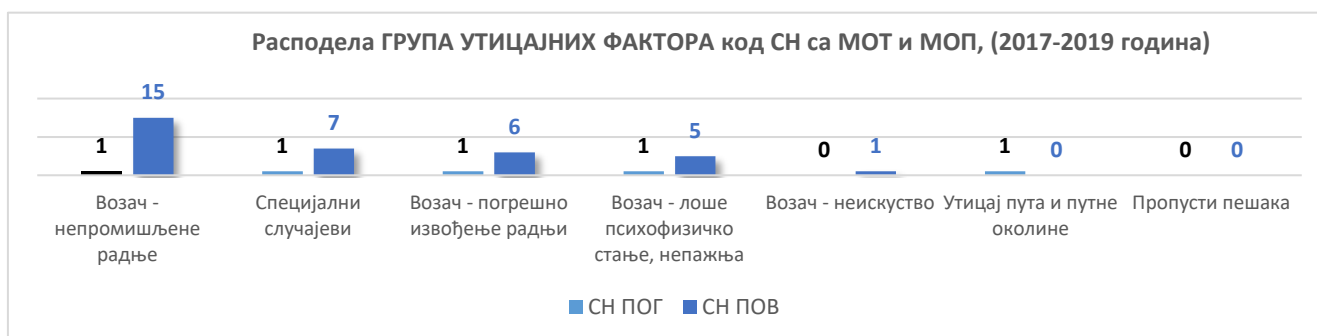 Расподела ГРУПА УТИЦАЈНИХ ФАКТОРА код СН са МОТ и МОП, (2017-2019 година)
1 15 1 7 1 6 1 5 0 1 1 0 0 0
Возач - Специјални Возач - погрешно Возач - лоше Возач - неискуство Утицај пута и путне Пропусти пешака
непромишљене случајеви извођење радњи психофизичко околине
радње стање, непажња
СН ПОГ СН ПОВ